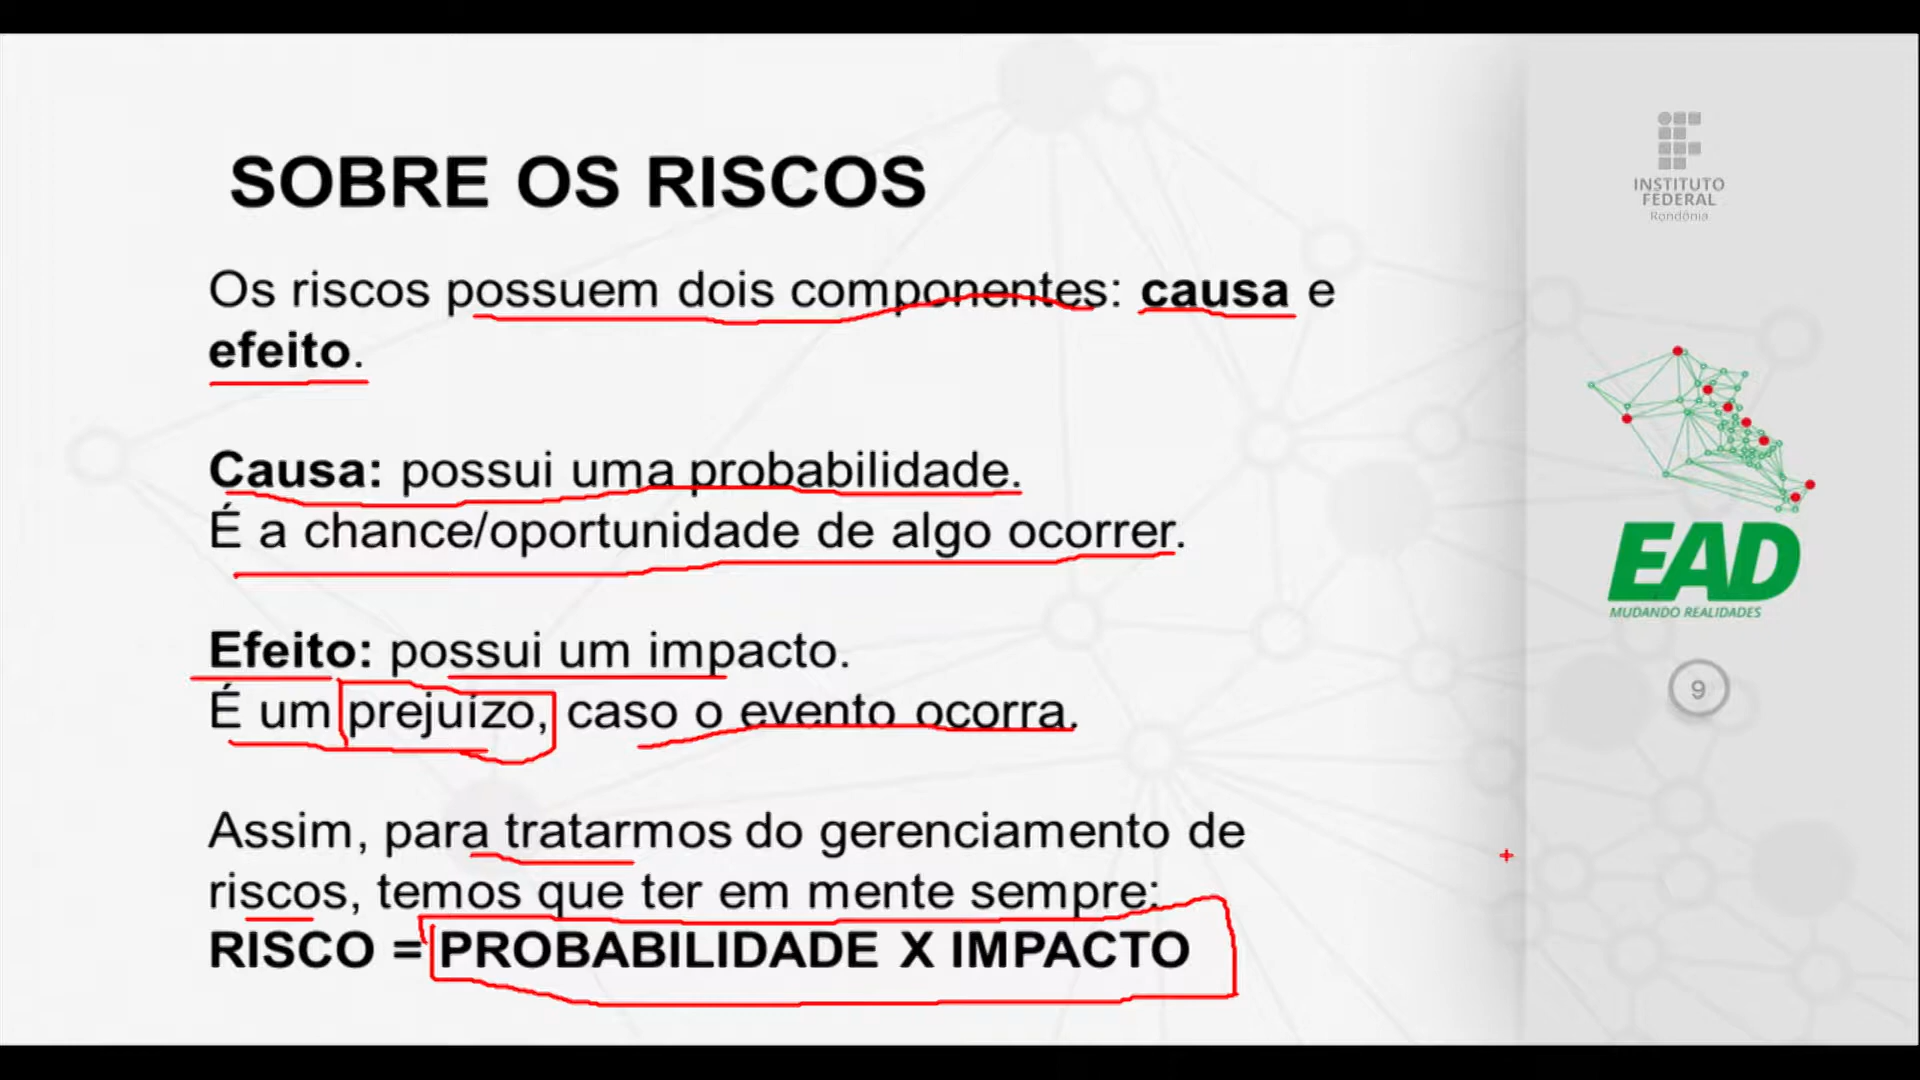 SOBRE OS RISCOS
Os riscos possuem dois componentes: causa e
efeito.
Causa: possui uma probabilidade.
É a chance/oportunidade de algo ocorrer.
Efeito: possui um impacto.
É um prejuízo, caso o evento ocorra.
Assim, para tratarmos do gerenciamento de
riscos, temos que ter em mente sempre:
RISCO = PROBABILIDADE X IMPACTO
INSTITUTO
FEDERAL
Rondônia
EAD
MUDANDO REALIDADES
9